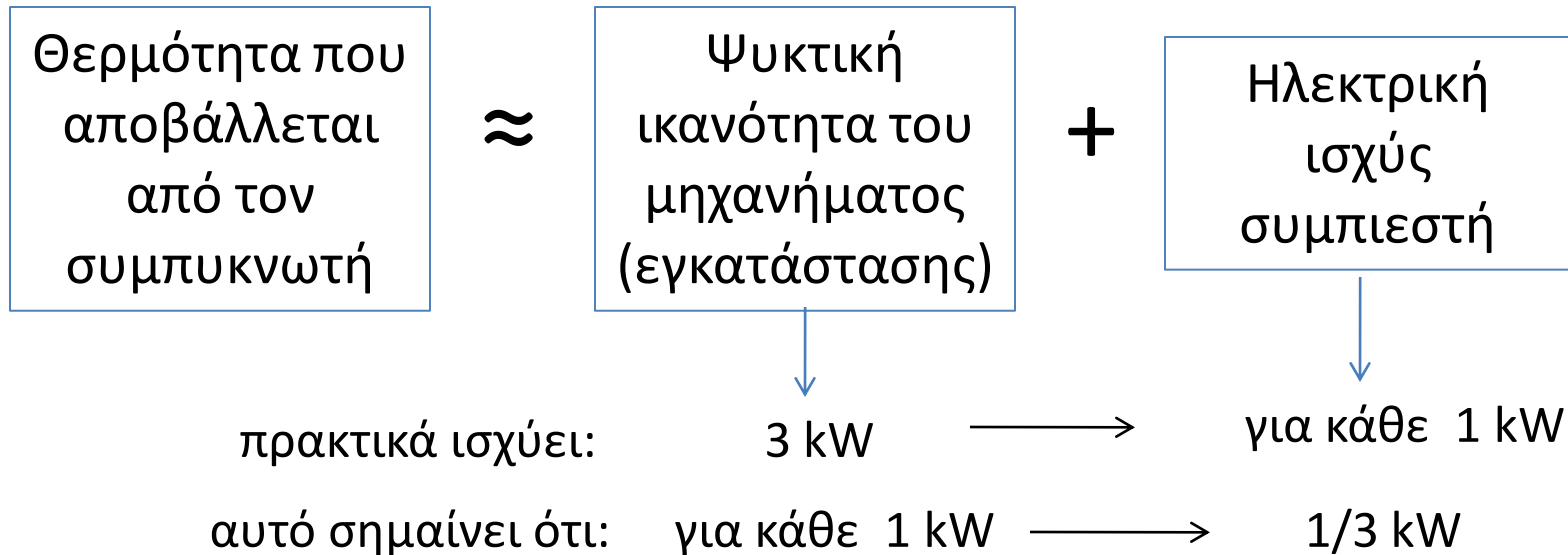 Θερμότητα που
αποβάλλεται
από τον
συμπυκνωτή
≈
Ψυκτική
ικανότητα του
μηχανήματος
(εγκατάστασης)
+
Ηλεκτρική
ισχύς
συμπιεστή
πρακτικά ισχύει: 3 kW για κάθε 1 kW
αυτό σημαίνει ότι: για κάθε 1 kW 1/3 kW